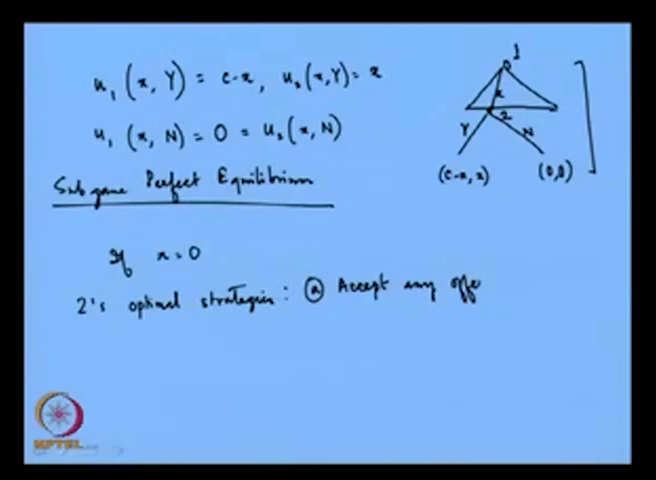 u₁ (x, Y) = c-x, u₂(x,Y) = x
u₁ (x, N) = 0 = u₂(x, N)
1
x
2
Y
N
(c-x, x)
(0,0)
Subgame Perfect Equilibrium
If x = 0
2's optimal strategies: ⓐ Accept any offe
NPTEL